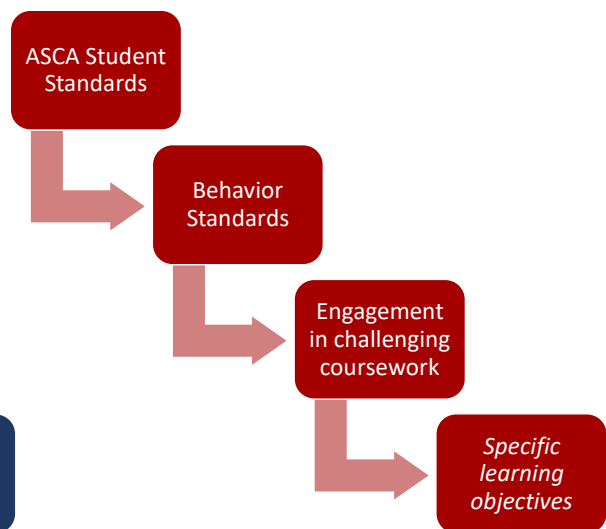 ASCA Student
Standards
Behavior
Standards
Engagement
in challenging
coursework
Specific
learning
objectives